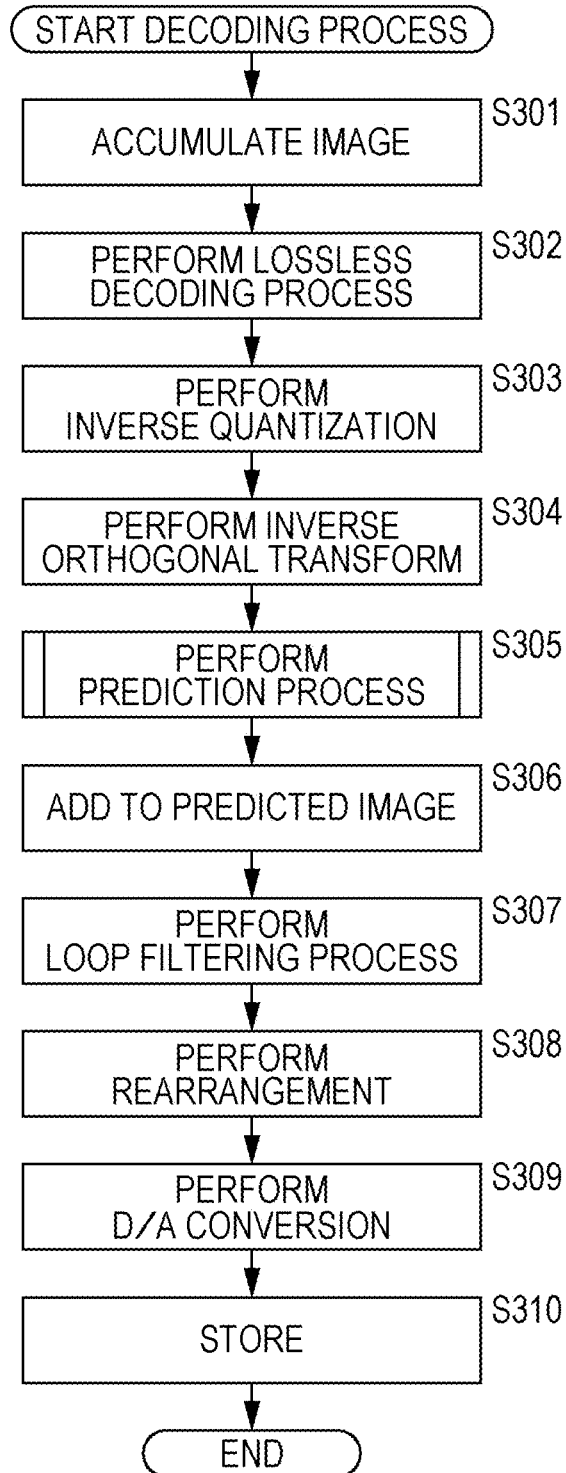 START DECODING PROCESS
S301
ACCUMULATE IMAGE
S302
PERFORM LOSSLESS
DECODING PROCESS
S303
PERFORM
INVERSE QUANTIZATION
S304
PERFORM INVERSE
ORTHOGONAL TRANSFORM
S305
PERFORM
PREDICTION PROCESS
S306
ADD TO PREDICTED IMAGE
S307
PERFORM
LOOP FILTERING PROCESS
S308
PERFORM
REARRANGEMENT
S309
PERFORM
D/A CONVERSION
S310
STORE
END